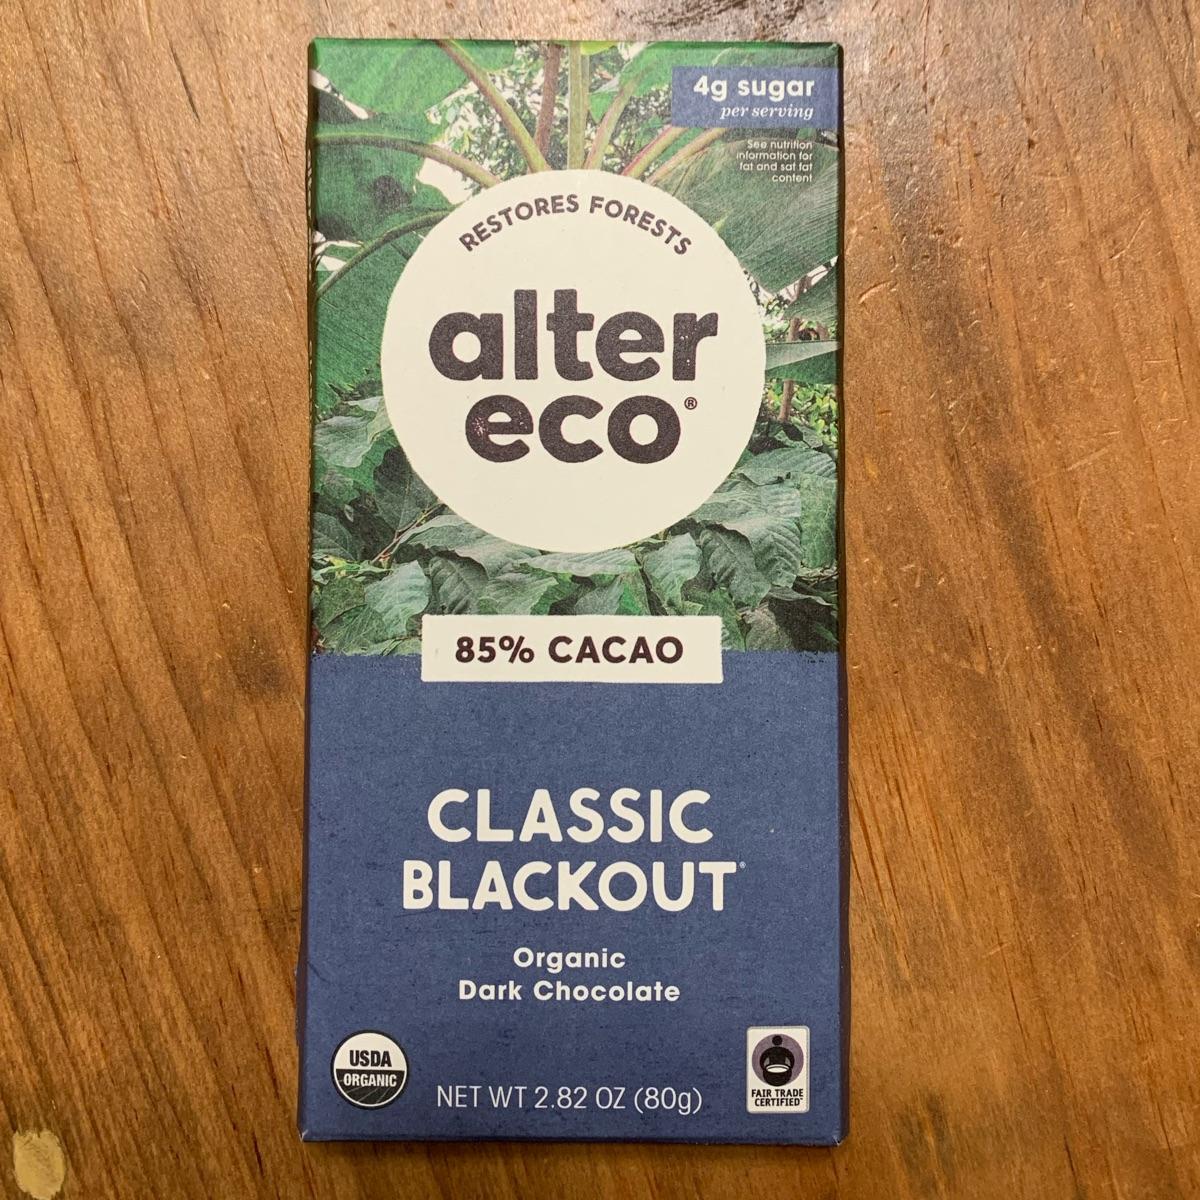 4g sugar
per serving
See nutrition
information for
fat and sat fat
content
RESTORES FORESTS
alter
eco®
85% CACAO
CLASSIC
BLACKOUT®
Organic
Dark Chocolate
USDA
ORGANIC
NET WT 2.82 OZ (80g)
FAIR TRADE
CERTIFIED™